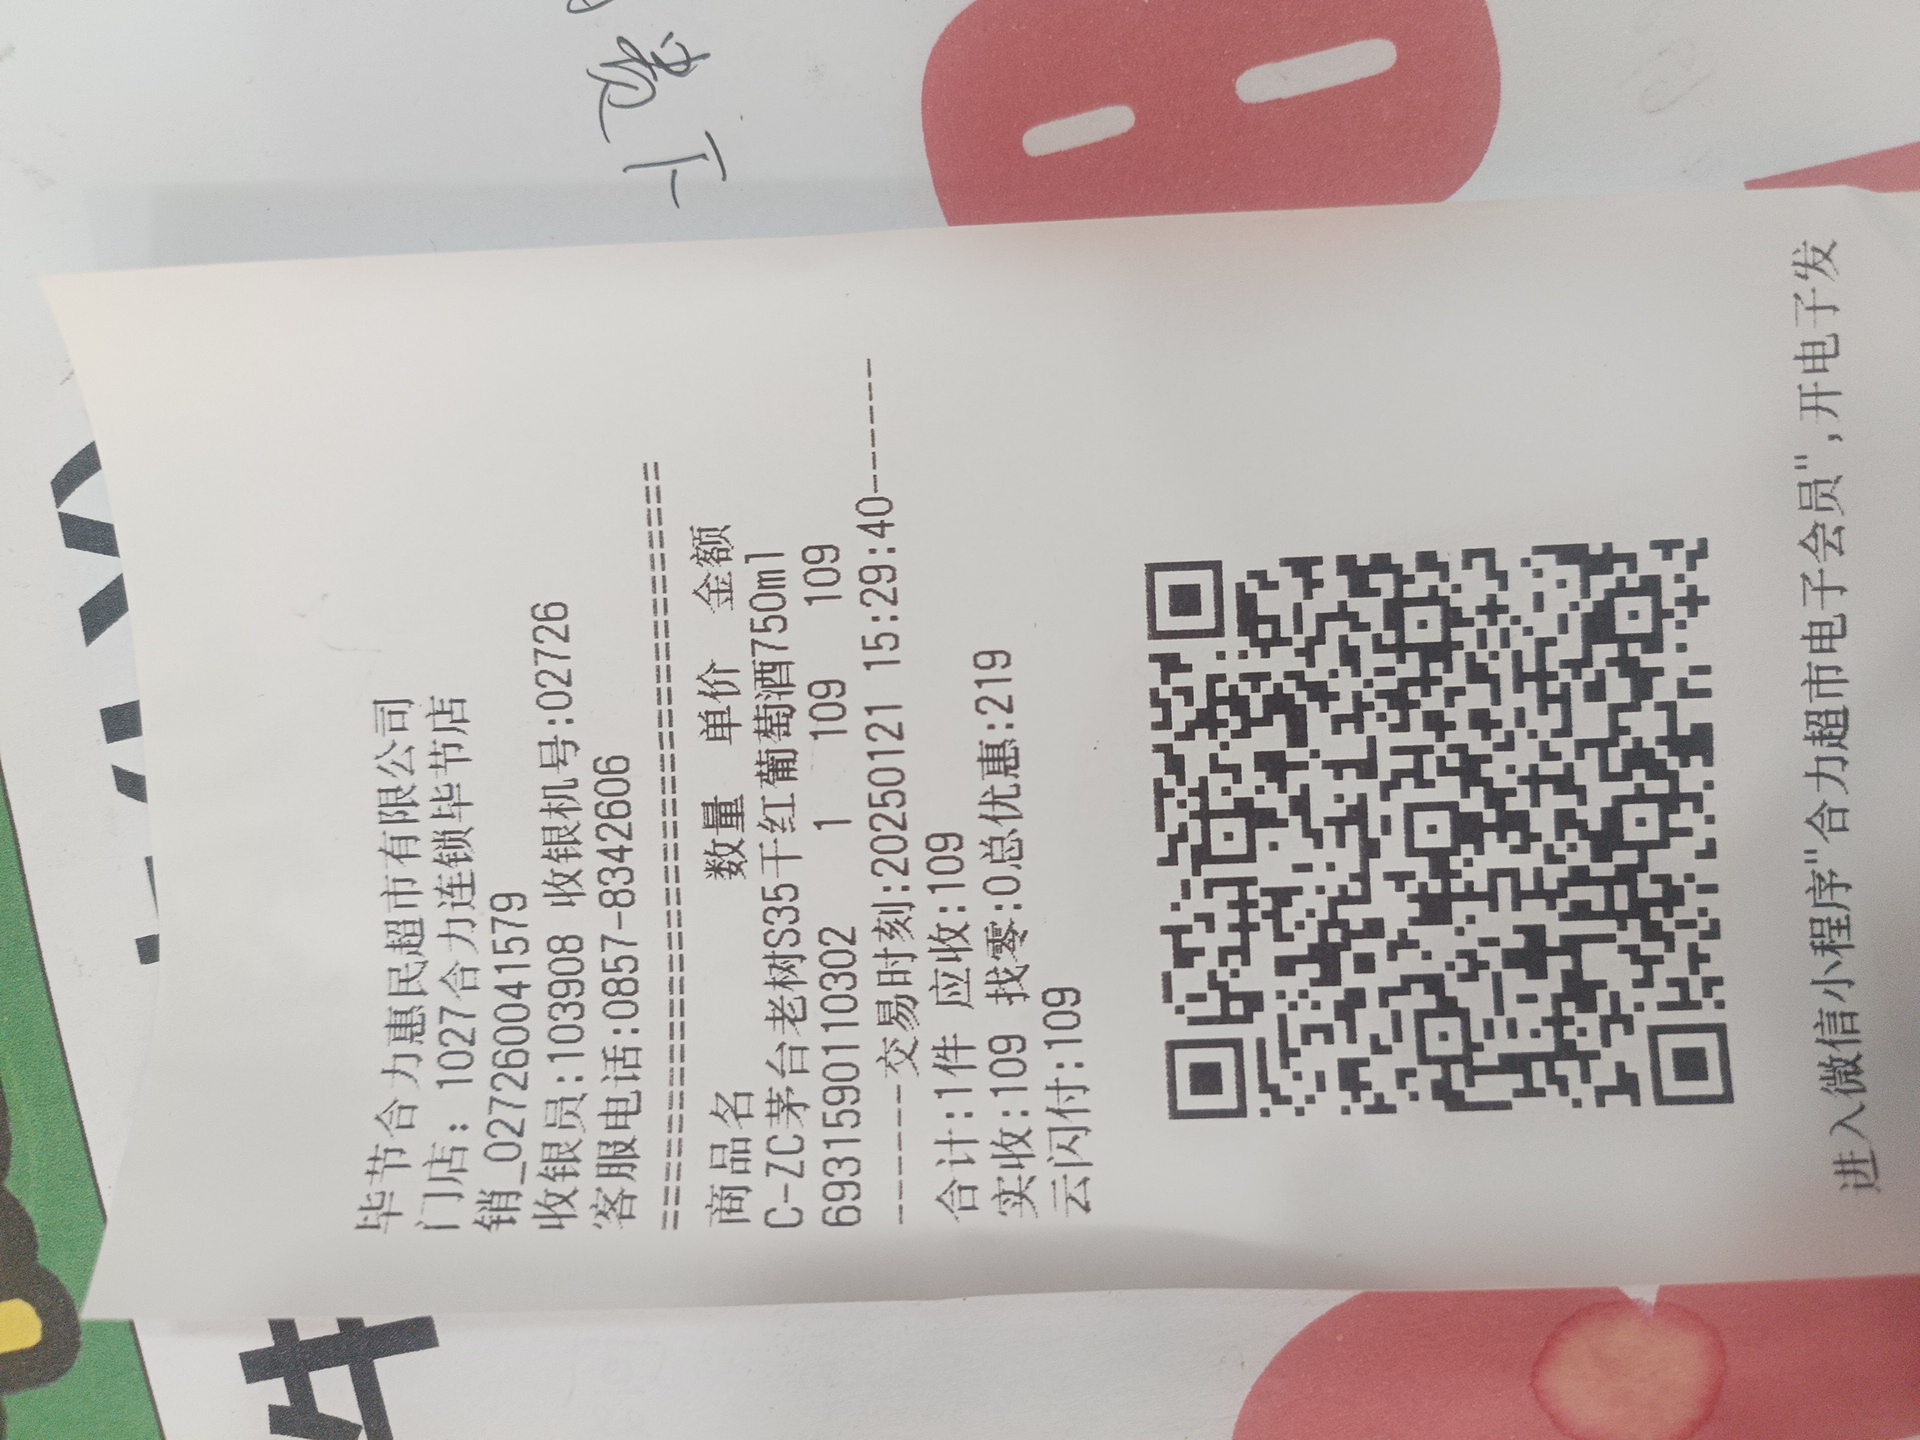 毕节合力惠民超市有限公司
门店：1027合力连锁毕节店
销_027260041579
收银员:103908 收银机号:02726
客服电话:0857-8342606
================================
商品名 数量 单价 金额
C-ZC茅台老树S35干红葡萄酒750ml
6931590110302 1 109 109
-------交易时刻:20250121 15:29:40-------
合计:1件 应收:109
实收:109 找零:0总优惠:219
云闪付:109
进入微信小程序"合力超市电子会员",开电子发